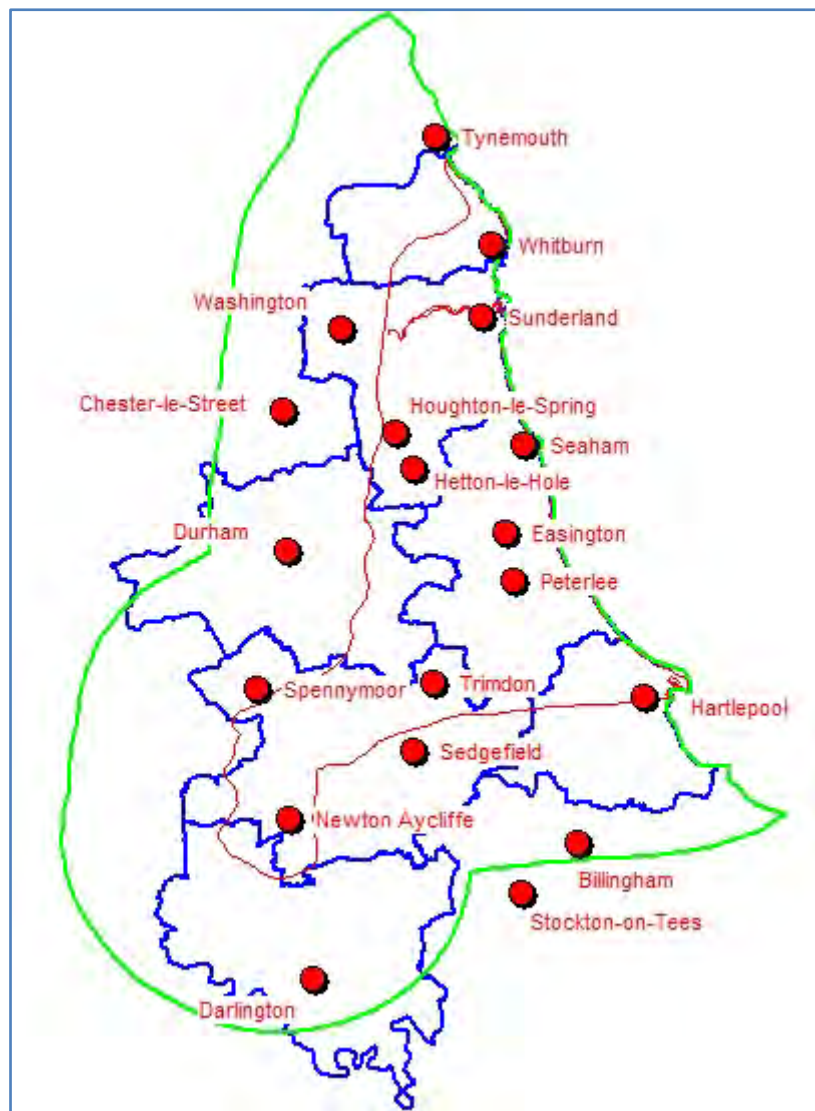 Tynemouth
Whitburn
Washington
Sunderland
Chester-le-Street
Houghton-le-Spring
Seaham
Hetton-le-Hole
Durham
Easington
Peterlee
Spennymoor
Trimdon
Hartlepool
Sedgefield
Newton Aycliffe
Billingham
Stockton-on-Tees
Darlington